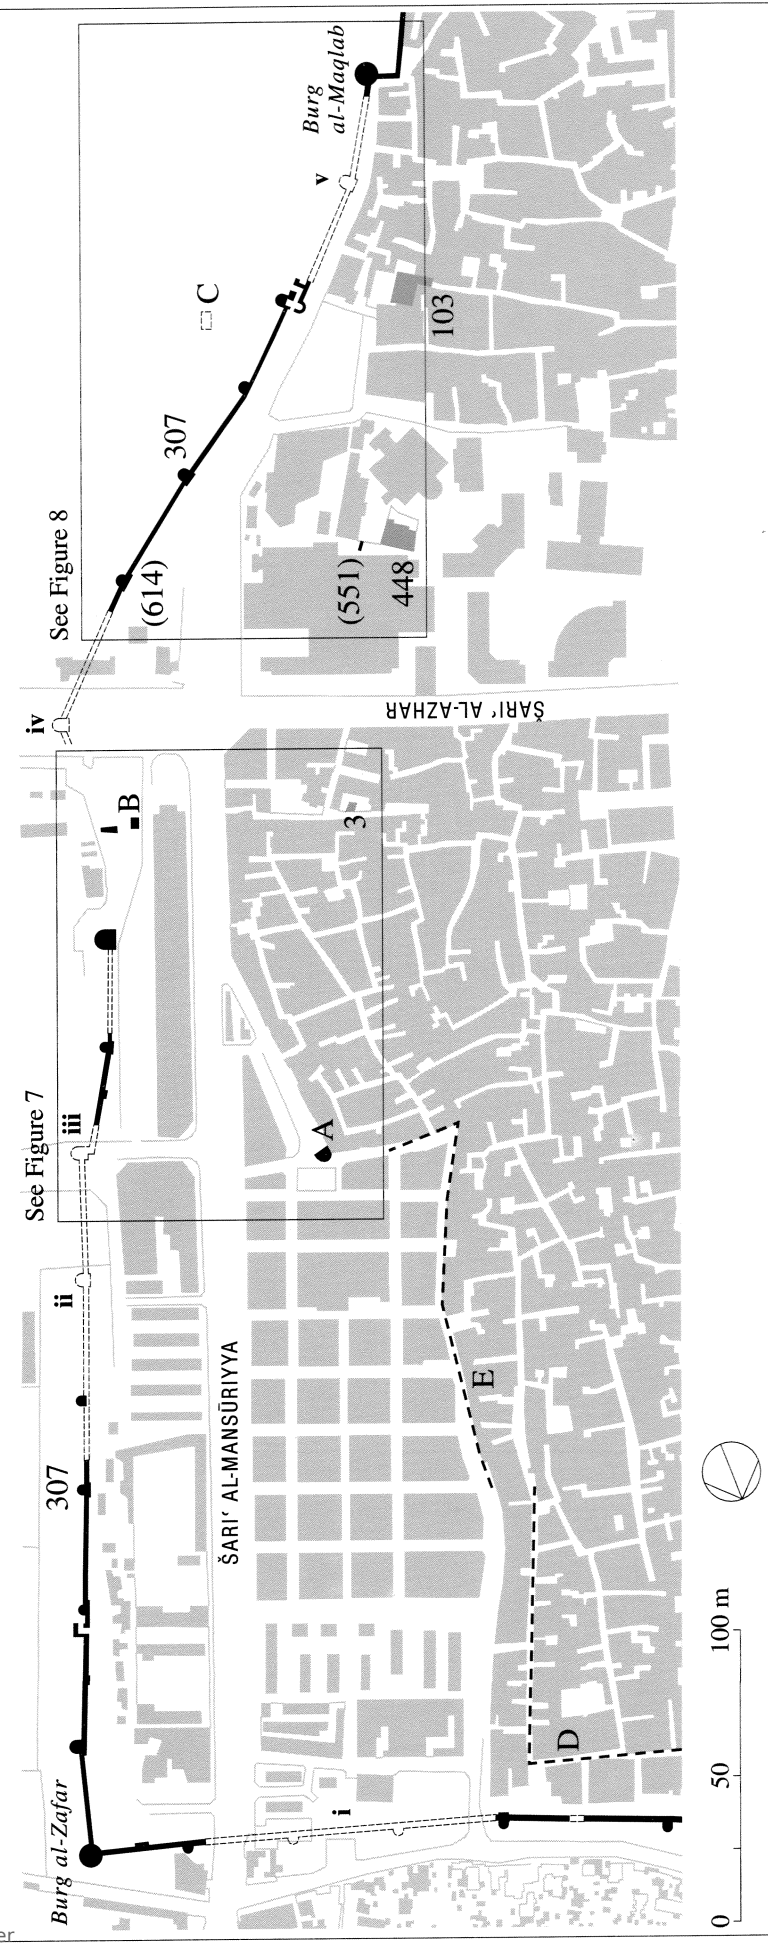 Burg
al-Maqlab
v
C
103
307
See Figure 8
(614)
(551)
448
iv
ŠARIʿ AL-AZHAR
B
3
See Figure 7
iii
A
ii
E
307
ŠARIʿ AL-MANSŪRIYYA
D
i
Burg al-Zafar
0
50
100 m
er